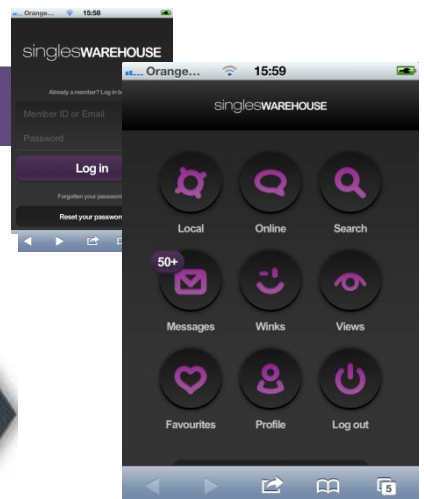 Orange... 15:58
singlesWAREHOUSE
Already a member? Log in
Member ID or Email
Password
Log in
Forgotten your password
Reset your passwor
Orange... 15:59
singlesWAREHOUSE
Local Online Search
50+
Messages Winks Views
Favourites Profile Log out
5